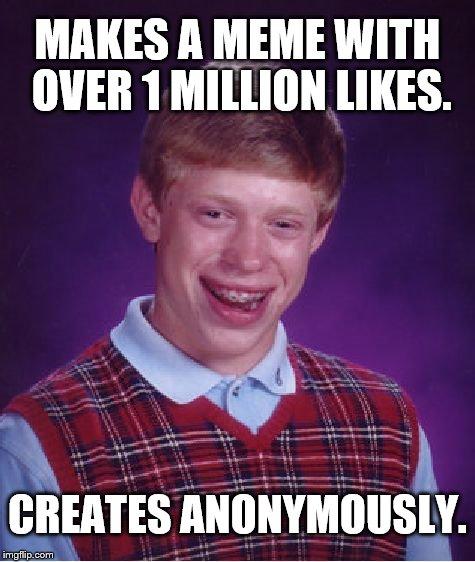 MAKES A MEME WITH
OVER 1 MILLION LIKES.
CREATES ANONYMOUSLY.
imgflip.com